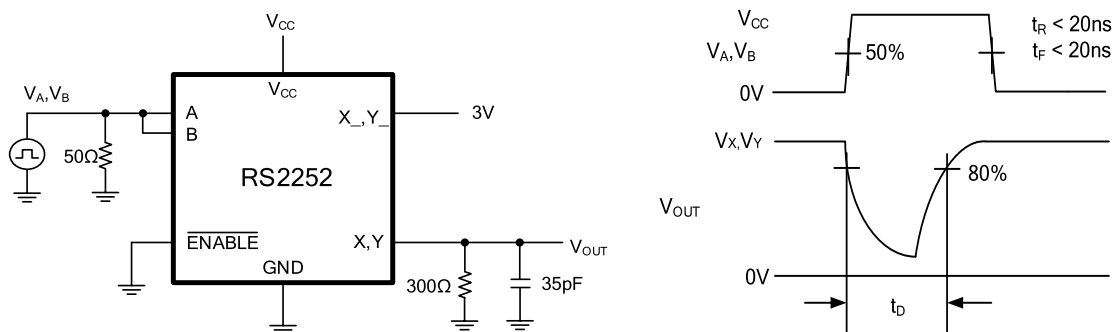 V_CC
V_CC
V_A,V_B
A
B
50Ω
X_,Y_
3V
RS2252
ENABLE
X,Y
V_OUT
GND
300Ω
35pF
V_CC
V_A,V_B
0V
50%
t_R < 20ns
t_F < 20ns
V_X,V_Y
80%
V_OUT
0V
t_D